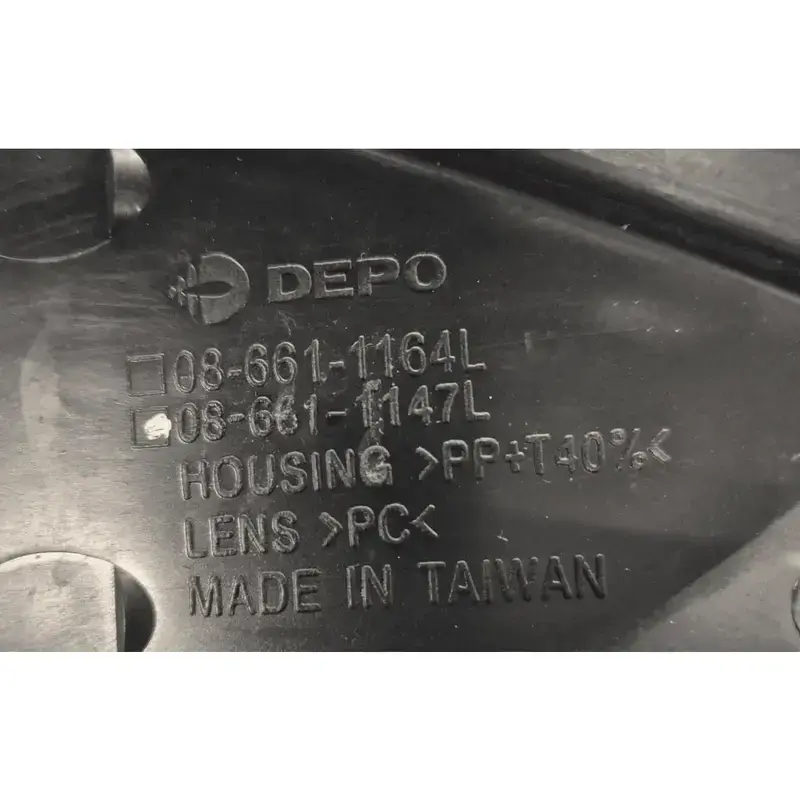 DEPO
08-661-1164L
08-661-1147L
HOUSING >PP+T40%<
LENS >PC<
MADE IN TAIWAN